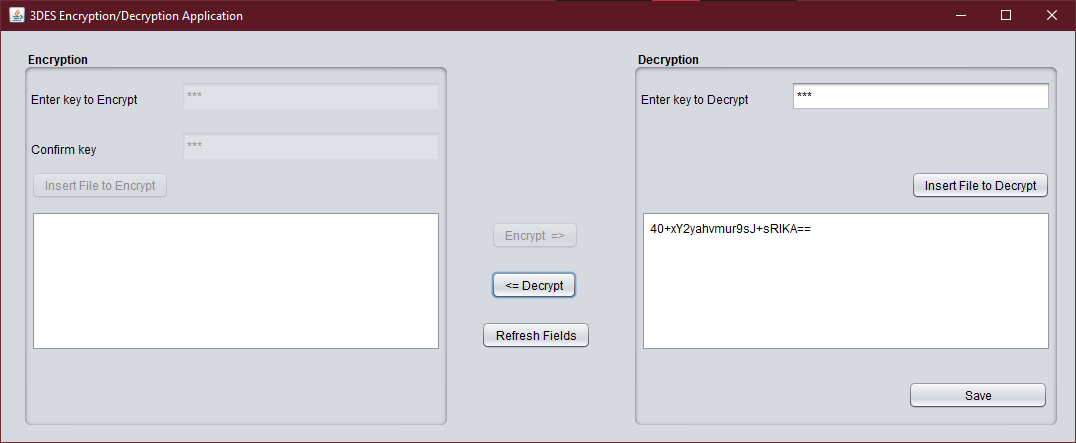 3DES Encryption/Decryption Application
Encryption
Enter key to Encrypt
***
Confirm key
***
Insert File to Encrypt
Encrypt =>
<= Decrypt
Refresh Fields
Decryption
Enter key to Decrypt
***
Insert File to Decrypt
40+xY2yahvmur9sJ+sRlKA==
Save